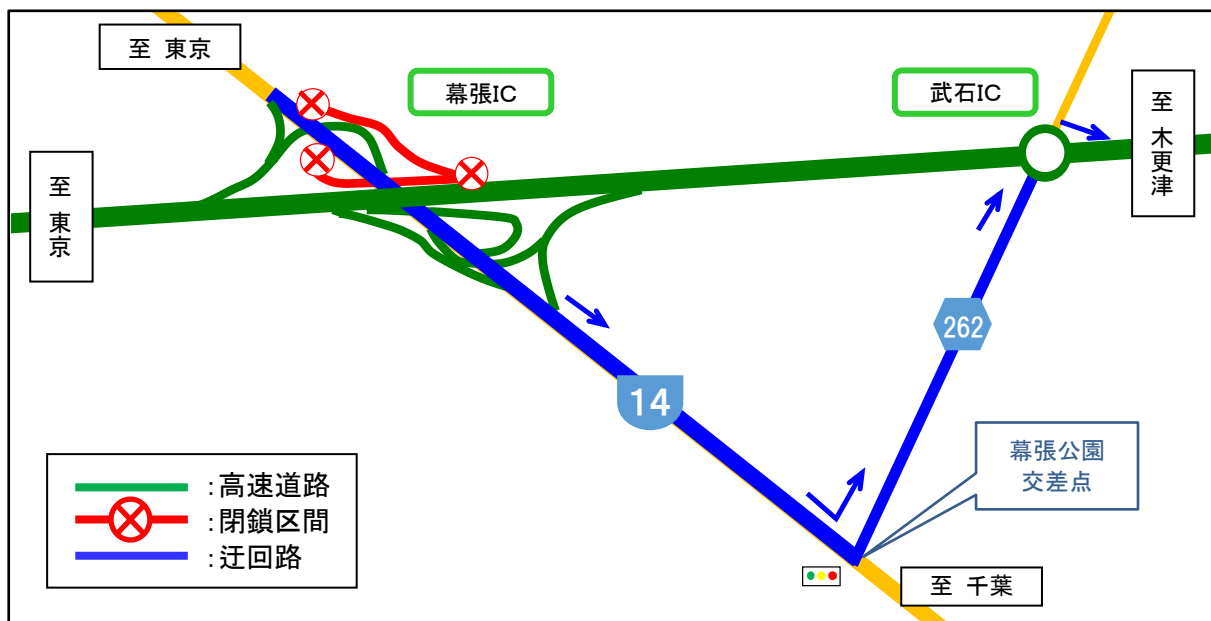 至 東京
幕張IC
武石IC
至
木
更
津
至
東
京
262
14
幕張公園
交差点
:高速道路
:閉鎖区間
:迂回路
至 千葉